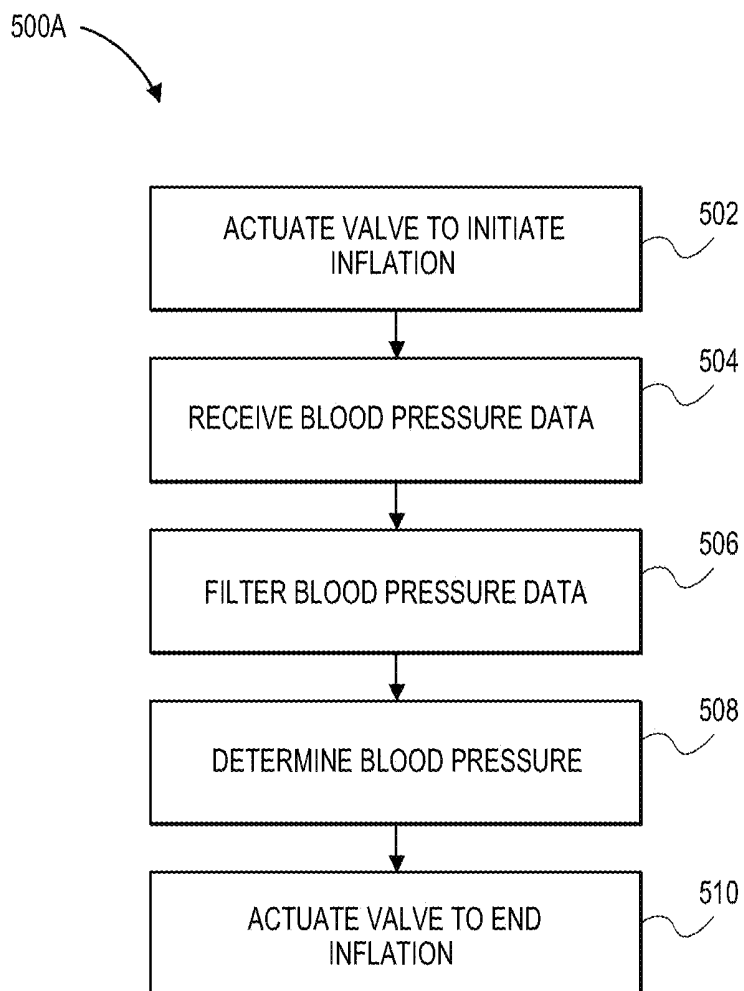 500A
ACTUATE VALVE TO INITIATE
INFLATION
502
RECEIVE BLOOD PRESSURE DATA
504
FILTER BLOOD PRESSURE DATA
506
DETERMINE BLOOD PRESSURE
508
ACTUATE VALVE TO END
INFLATION
510